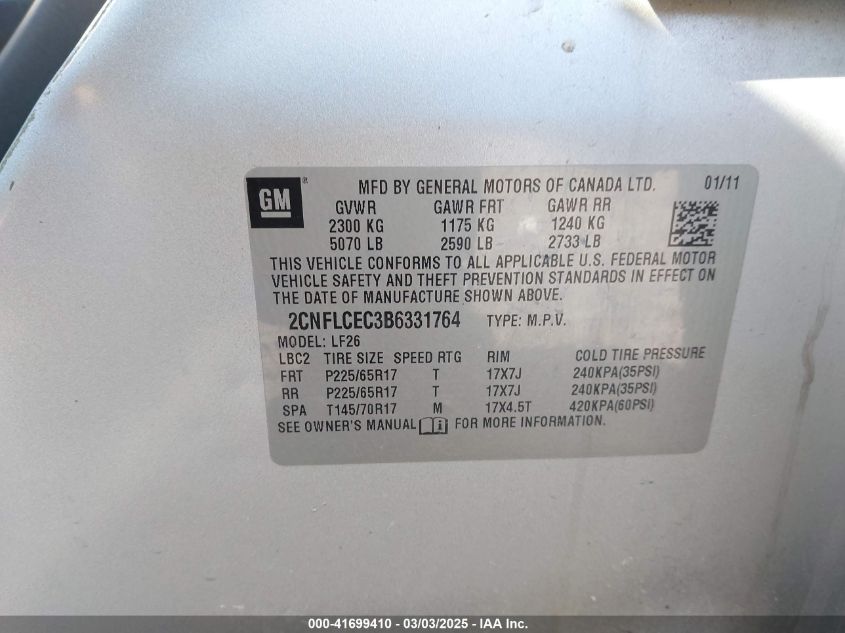 GM ® MFD BY GENERAL MOTORS OF CANADA LTD. 01/11
GVWR GAWR FRT GAWR RR
2300 KG 1175 KG 1240 KG
5070 LB 2590 LB 2733 LB
THIS VEHICLE CONFORMS TO ALL APPLICABLE U.S. FEDERAL MOTOR
VEHICLE SAFETY AND THEFT PREVENTION STANDARDS IN EFFECT ON
THE DATE OF MANUFACTURE SHOWN ABOVE.
2CNFLCEC3B6331764 TYPE: M.P.V.
MODEL: LF26
LBC2 TIRE SIZE SPEED RTG RIM COLD TIRE PRESSURE
FRT P225/65R17 T 17X7J 240KPA(35PSI)
RR P225/65R17 T 17X7J 240KPA(35PSI)
SPA T145/70R17 M 17X4.5T 420KPA(60PSI)
SEE OWNER'S MANUAL i FOR MORE INFORMATION.
000-41699410 - 03/03/2025 - IAA Inc.